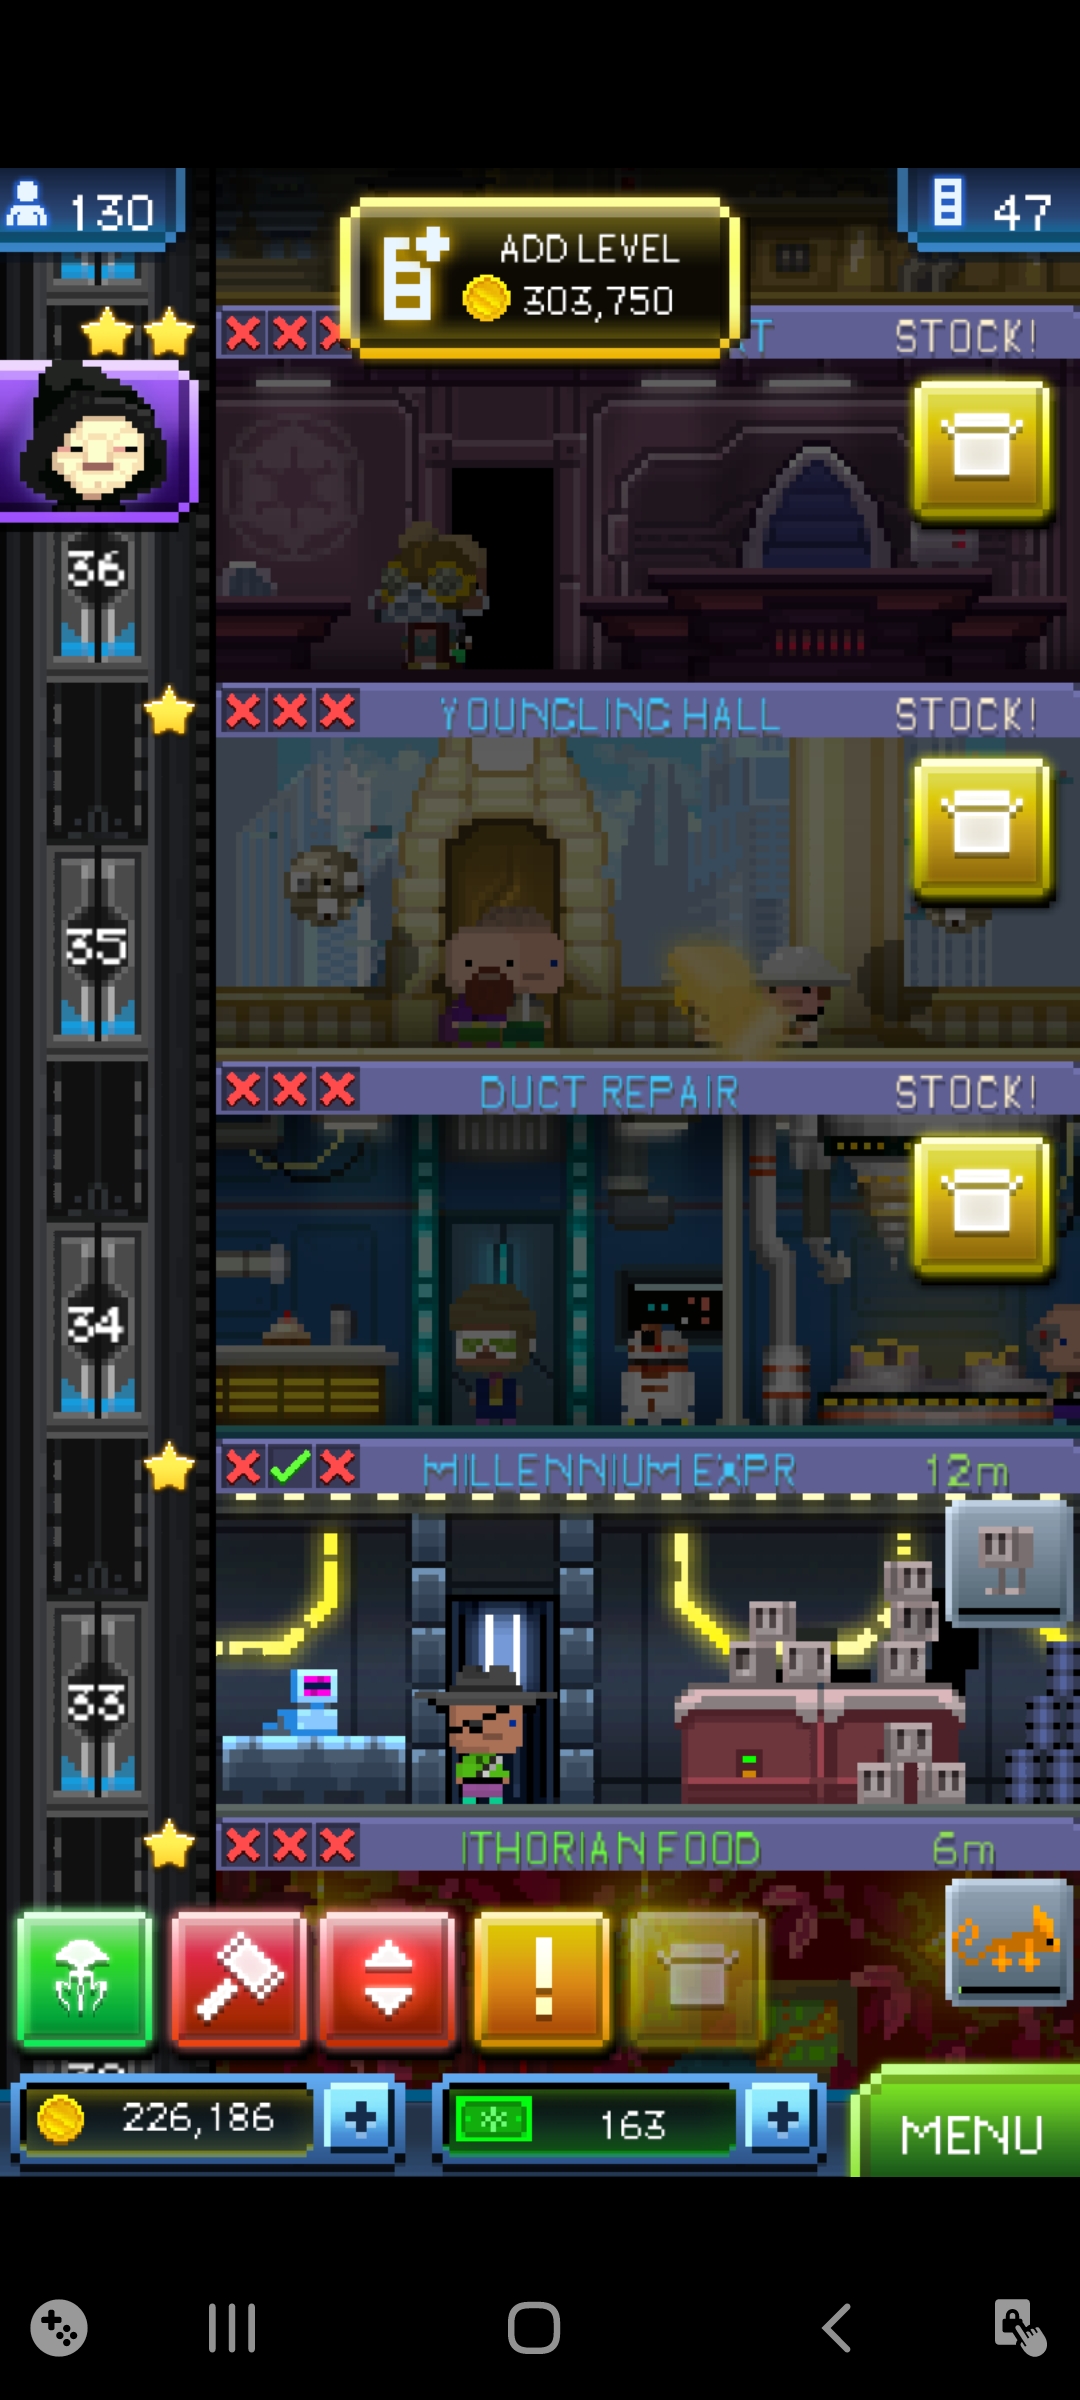 130
47
ADD LEVEL
303,750
STOCK!
36
YOUNGLING HALL
STOCK!
35
DUCT REPAIR
STOCK!
34
MILLENNIUM EXPR
12m
33
ITHORIAN FOOD
6m
!
226,186
163
MENU